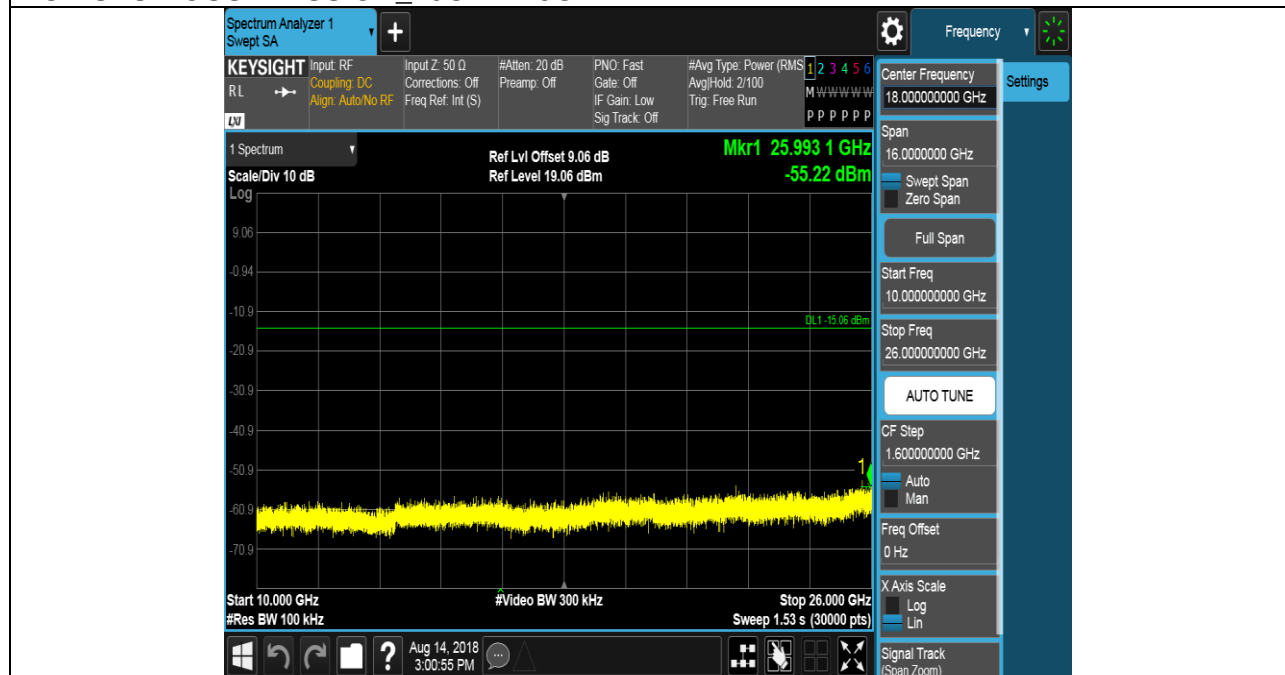 Spectrum Analyzer 1
Swept SA
+
Frequency
KEYSIGHT
RL
LXI
Input: RF
Coupling: DC
Align: Auto/No RF
Input Z: 50 Ω
Corrections: Off
Freq Ref: Int (S)
#Atten: 20 dB
Preamp: Off
PNO: Fast
Gate: Off
IF Gain: Low
Sig Track: Off
#Avg Type: Power (RMS
Avg|Hold: 2/100
Trig: Free Run
1 2 3 4 5 6
M W W W W W
P P P P P P
1 Spectrum
Scale/Div 10 dB
Ref Lvl Offset 9.06 dB
Ref Level 19.06 dBm
Mkr1 25.993 1 GHz
-55.22 dBm
Log
9.06
-0.94
-10.9
DL1 -15.06 dBm
-20.9
-30.9
-40.9
-50.9
1
-60.9
-70.9
Start 10.000 GHz
#Video BW 300 kHz
Stop 26.000 GHz
#Res BW 100 kHz
Sweep 1.53 s (30000 pts)
?
Aug 14, 2018
3:00:55 PM
Center Frequency
18.000000000 GHz
Settings
Span
16.0000000 GHz
Swept Span
Zero Span
Full Span
Start Freq
10.000000000 GHz
Stop Freq
26.000000000 GHz
AUTO TUNE
CF Step
1.600000000 GHz
Auto
Man
Freq Offset
0 Hz
X Axis Scale
Log
Lin
Signal Track
(Span Zoom)